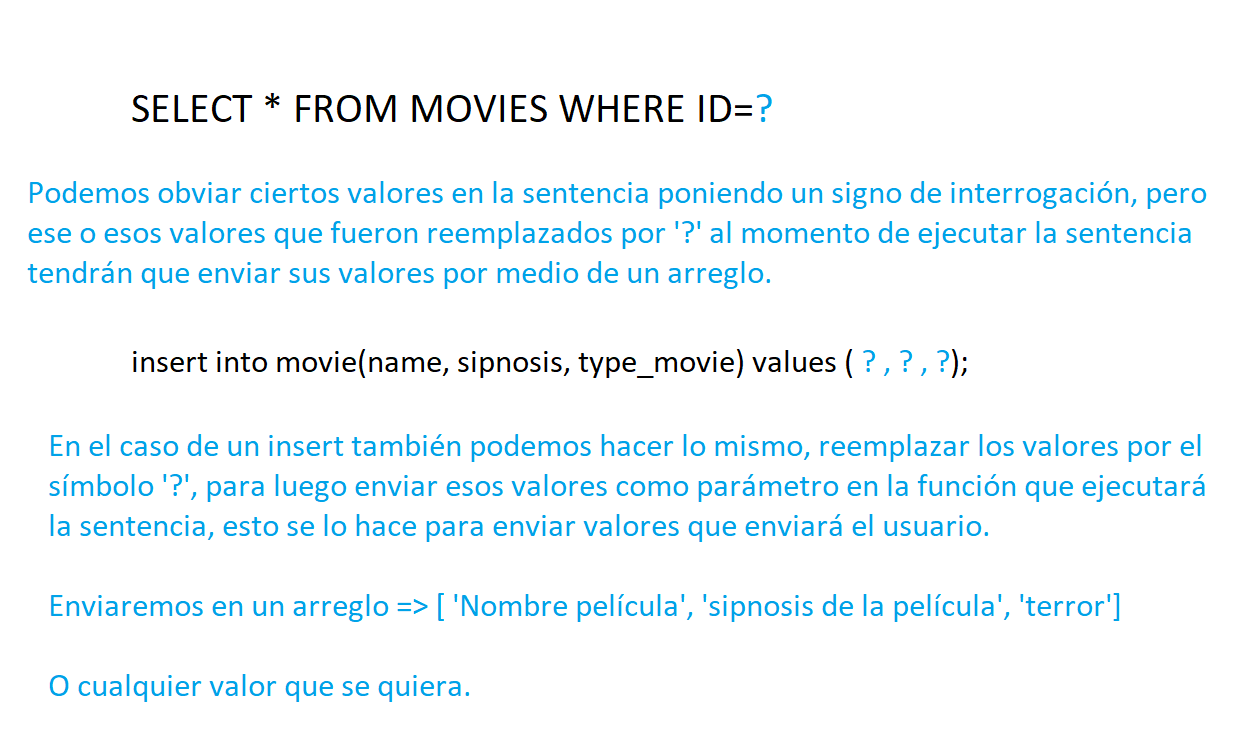 SELECT * FROM MOVIES WHERE ID=?
Podemos obviar ciertos valores en la sentencia poniendo un signo de interrogación, pero
ese o esos valores que fueron reemplazados por '?' al momento de ejecutar la sentencia
tendrán que enviar sus valores por medio de un arreglo.
insert into movie(name, sipnosis, type_movie) values ( ? , ? , ?);
En el caso de un insert también podemos hacer lo mismo, reemplazar los valores por el
símbolo '?', para luego enviar esos valores como parámetro en la función que ejecutará
la sentencia, esto se lo hace para enviar valores que enviará el usuario.
Enviaremos en un arreglo => [ 'Nombre película', 'sipnosis de la película', 'terror']
O cualquier valor que se quiera.